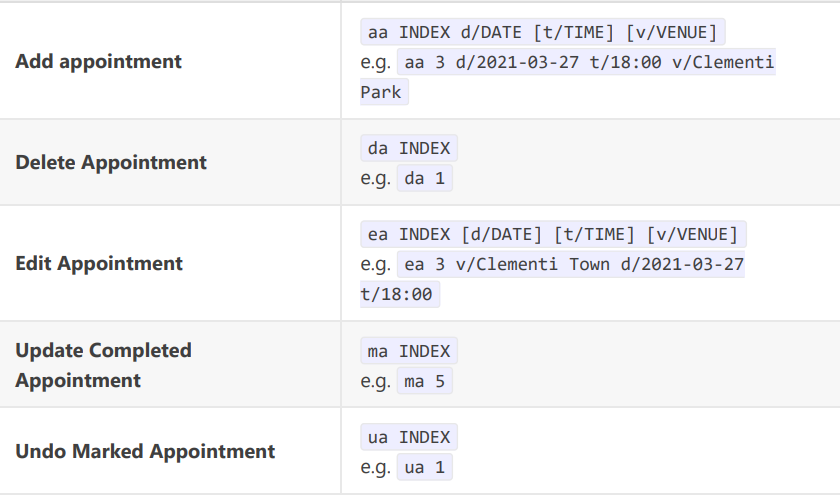 Add appointment
aa INDEX d/DATE [t/TIME] [v/VENUE]
e.g. aa 3 d/2021-03-27 t/18:00 v/Clementi
Park
Delete Appointment
da INDEX
e.g. da 1
Edit Appointment
ea INDEX [d/DATE] [t/TIME] [v/VENUE]
e.g. ea 3 v/Clementi Town d/2021-03-27
t/18:00
Update Completed
Appointment
ma INDEX
e.g. ma 5
Undo Marked Appointment
ua INDEX
e.g. ua 1